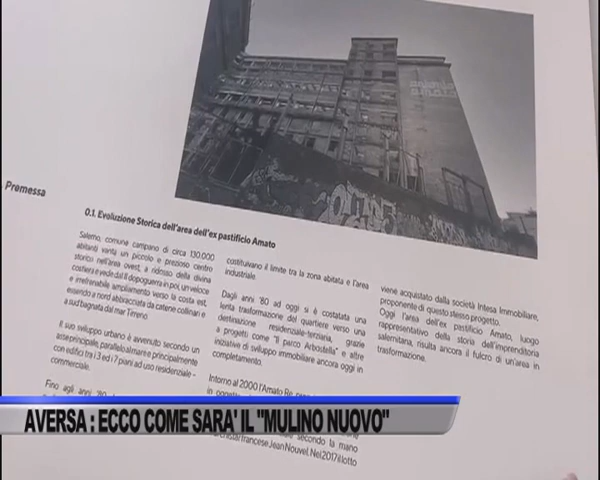 Premessa
0.1. Evoluzione Storica dell'area dell'ex pastificio Amato
Salerno, comune campano di circa 130.000
abitanti vanta un piccolo e prezioso centro
storico nell'area ovest, a ridosso della divina
costiera e vede dal II dopoguerra in poi, un veloce
e irrefrenabile ampliamento verso la costa est,
essendo a nord abbracciata da catene collinari e
a sud bagnata dal mar Tirreno.
Il suo sviluppo urbano è avvenuto secondo un
asse principale, parallelo al mare e principalmente
con edifici tra i 3 ed i 7 piani ad uso residenziale -
commerciale.
Fino agli anni '80
costituivano il limite tra la zona abitata e l'area
industriale.
Dagli anni '80 ad oggi si è costatata una
lenta trasformazione del quartiere verso una
destinazione residenziale-terziaria, grazie
a progetti come "Il parco Arbostella" e altre
iniziative di sviluppo immobiliare ancora oggi in
completamento.
Intorno al 2000 l'Amato Re
secondo la mano
francese Jean Nouvel. Nel 2017 il lotto
viene acquistato dalla società Intesa Immobiliare,
proponente di questo stesso progetto.
Oggi l'area dell'ex pastificio Amato, luogo
rappresentativo della storia dell'imprenditoria
salernitana, risulta ancora il fulcro di un'area in
trasformazione.
AVERSA : ECCO COME SARA' IL "MULINO NUOVO"